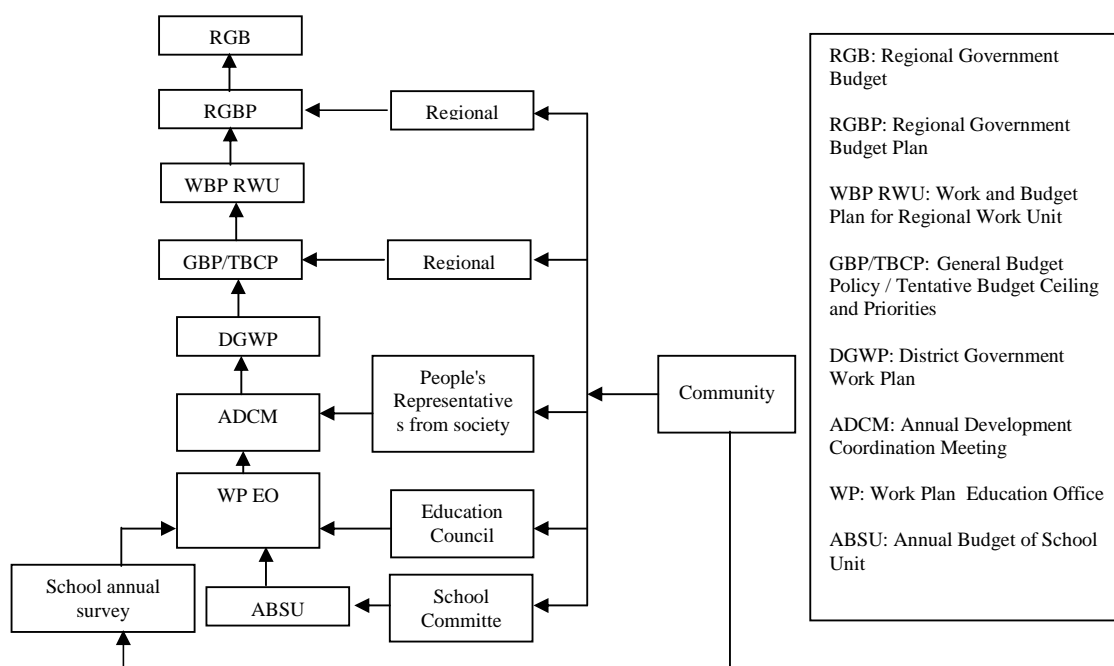 RGB
RGBP
Regional
WBP RWU
GBP/TBCP
Regional
DGWP
People's
Representative
s from society
ADCM
Community
WP EO
Education
Council
School annual
survey
ABSU
School
Committe
RGB: Regional Government
Budget
RGBP: Regional Government
Budget Plan
WBP RWU: Work and Budget
Plan for Regional Work Unit
GBP/TBCP: General Budget
Policy / Tentative Budget Ceiling
and Priorities
DGWP: District Government
Work Plan
ADCM: Annual Development
Coordination Meeting
WP: Work Plan Education Office
ABSU: Annual Budget of School
Unit